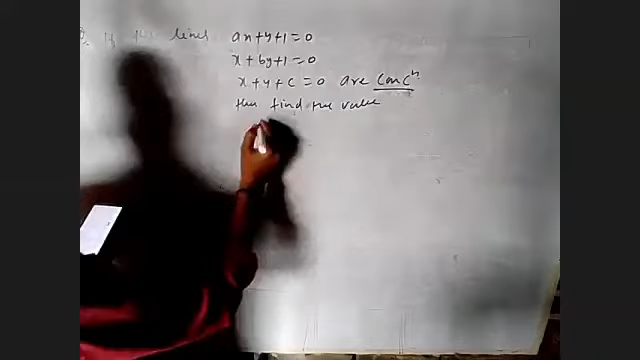 If the lines ax+y+1=0
x+by+1=0
x+y+c=0 are Conc^n
then find the value